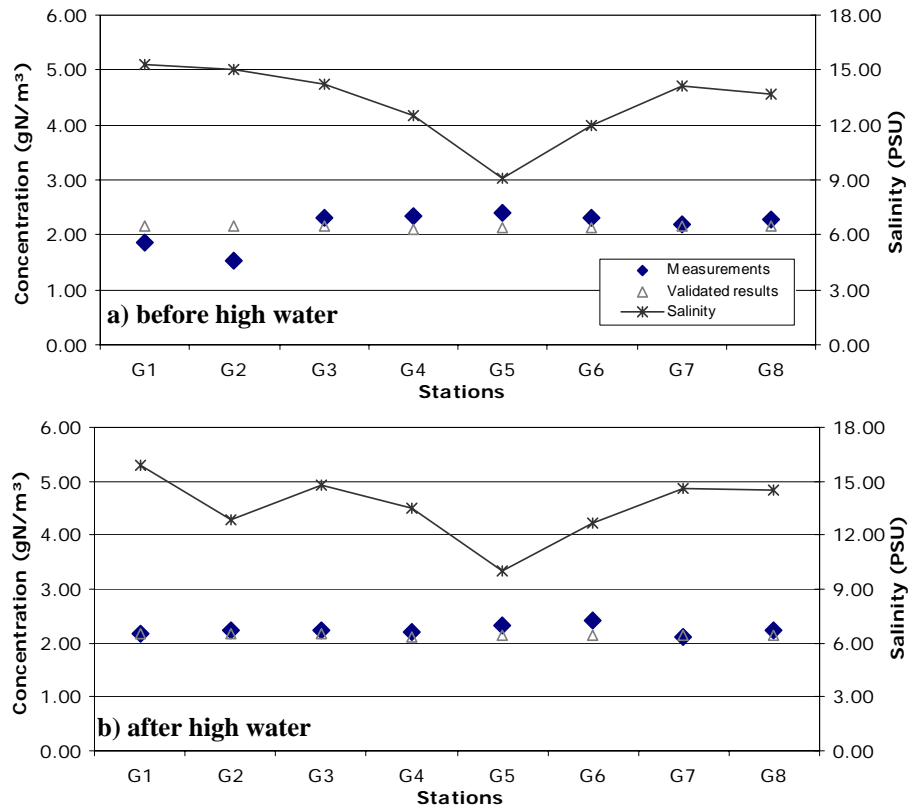 6.00
5.00
4.00
3.00
2.00
1.00
0.00
Concentration (gN/m³)
18.00
15.00
12.00
9.00
6.00
3.00
0.00
Salinity (PSU)
Measurements
Validated results
Salinity
a) before high water
G1 G2 G3 G4 G5 G6 G7 G8
Stations
6.00
5.00
4.00
3.00
2.00
1.00
0.00
Concentration (gN/m³)
18.00
15.00
12.00
9.00
6.00
3.00
0.00
Salinity (PSU)
b) after high water
G1 G2 G3 G4 G5 G6 G7 G8
Stations